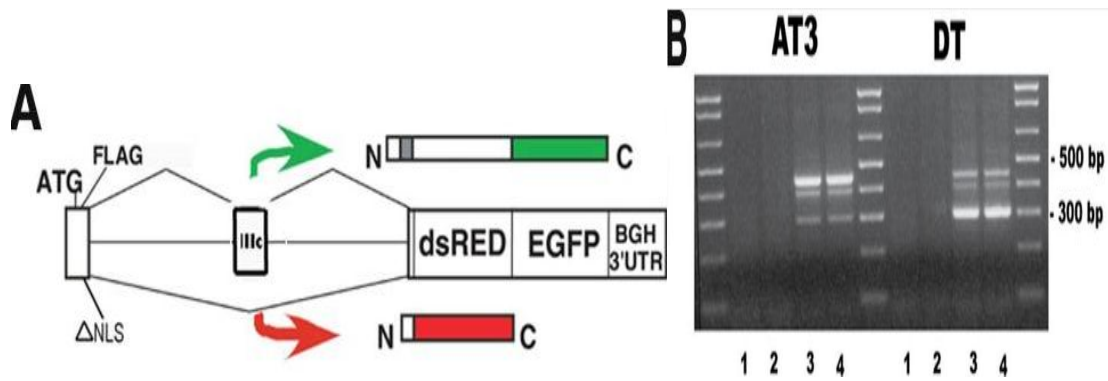 A
ATG
FLAG
ΔNLS
IIIc
N
C
N
C
dsRED
EGFP
BGH
3'UTR
B
AT3
DT
- 500 bp
- 300 bp
1 2 3 4 1 2 3 4